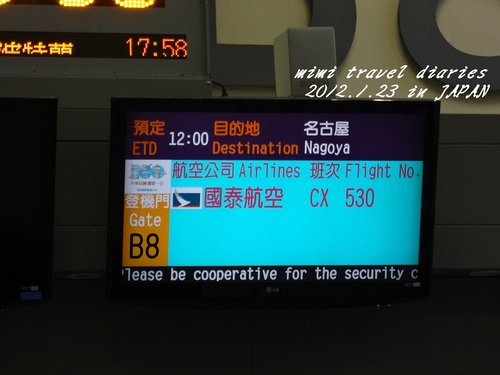 17:58
mimi travel diaries
2012.1.23 in JAPAN
預定 12:00 目的地 名古屋
ETD Destination Nagoya
航空公司 Airlines 班次 Flight No.
登機門 國泰航空 CX 530
Gate
B8
lease be cooperative for the security c
LG